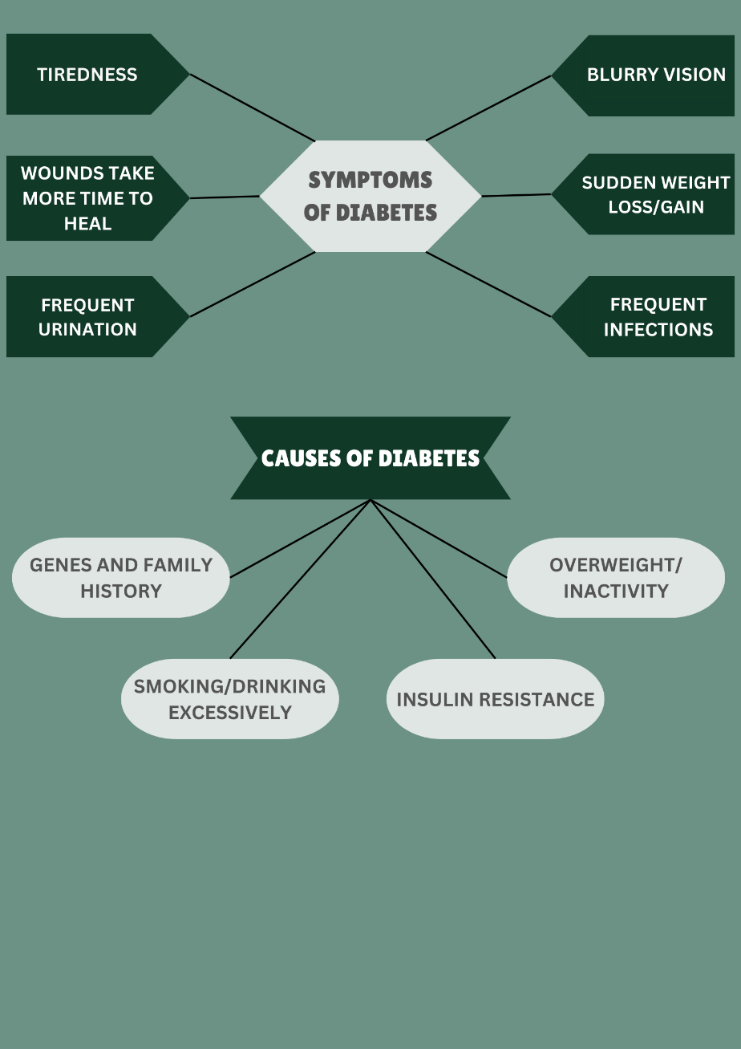 TIREDNESS
BLURRY VISION
WOUNDS TAKE
MORE TIME TO
HEAL
SYMPTOMS
OF DIABETES
SUDDEN WEIGHT
LOSS/GAIN
FREQUENT
URINATION
FREQUENT
INFECTIONS
CAUSES OF DIABETES
GENES AND FAMILY
HISTORY
OVERWEIGHT/
INACTIVITY
SMOKING/DRINKING
EXCESSIVELY
INSULIN RESISTANCE